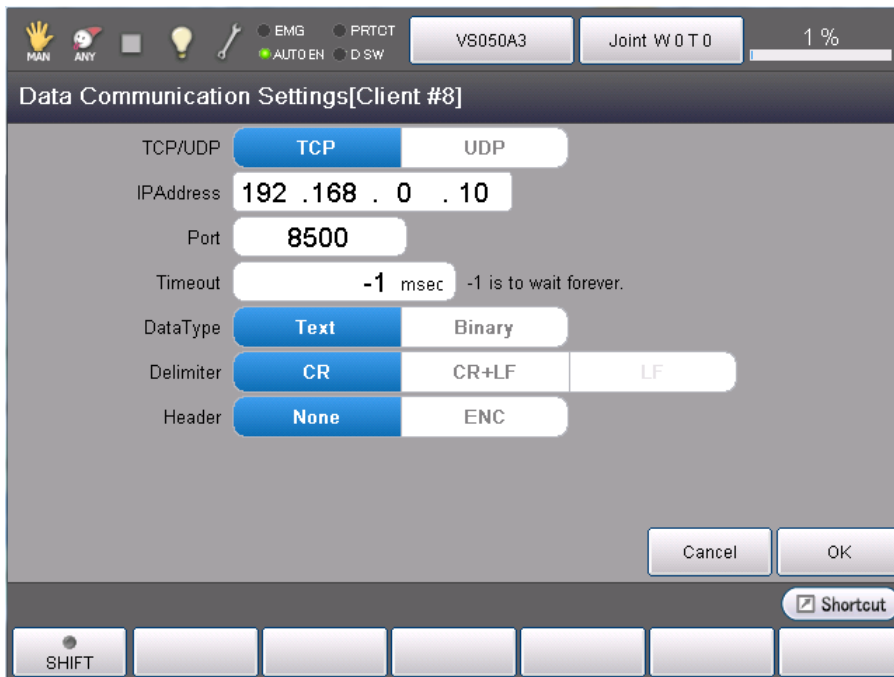 EMG PRTCT
MAN ANY AUTO EN D SW VS050A3 Joint W 0 T 0 1 %
Data Communication Settings[Client #8]
TCP/UDP TCP UDP
IPAddress 192 .168 . 0 . 10
Port 8500
Timeout -1 msec -1 is to wait forever.
DataType Text Binary
Delimiter CR CR+LF LF
Header None ENC
Cancel OK
Shortcut
SHIFT